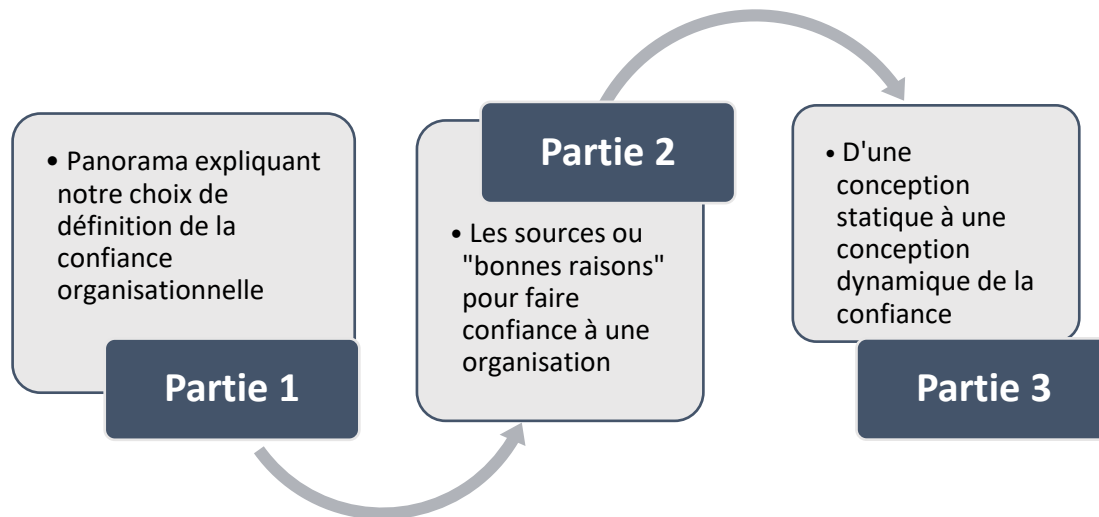 • Panorama expliquant
notre choix de
définition de la
confiance
organisationnelle
Partie 1
Partie 2
• Les sources ou
"bonnes raisons"
pour faire
confiance à une
organisation
• D'une
conception
statique à une
conception
dynamique de la
confiance
Partie 3